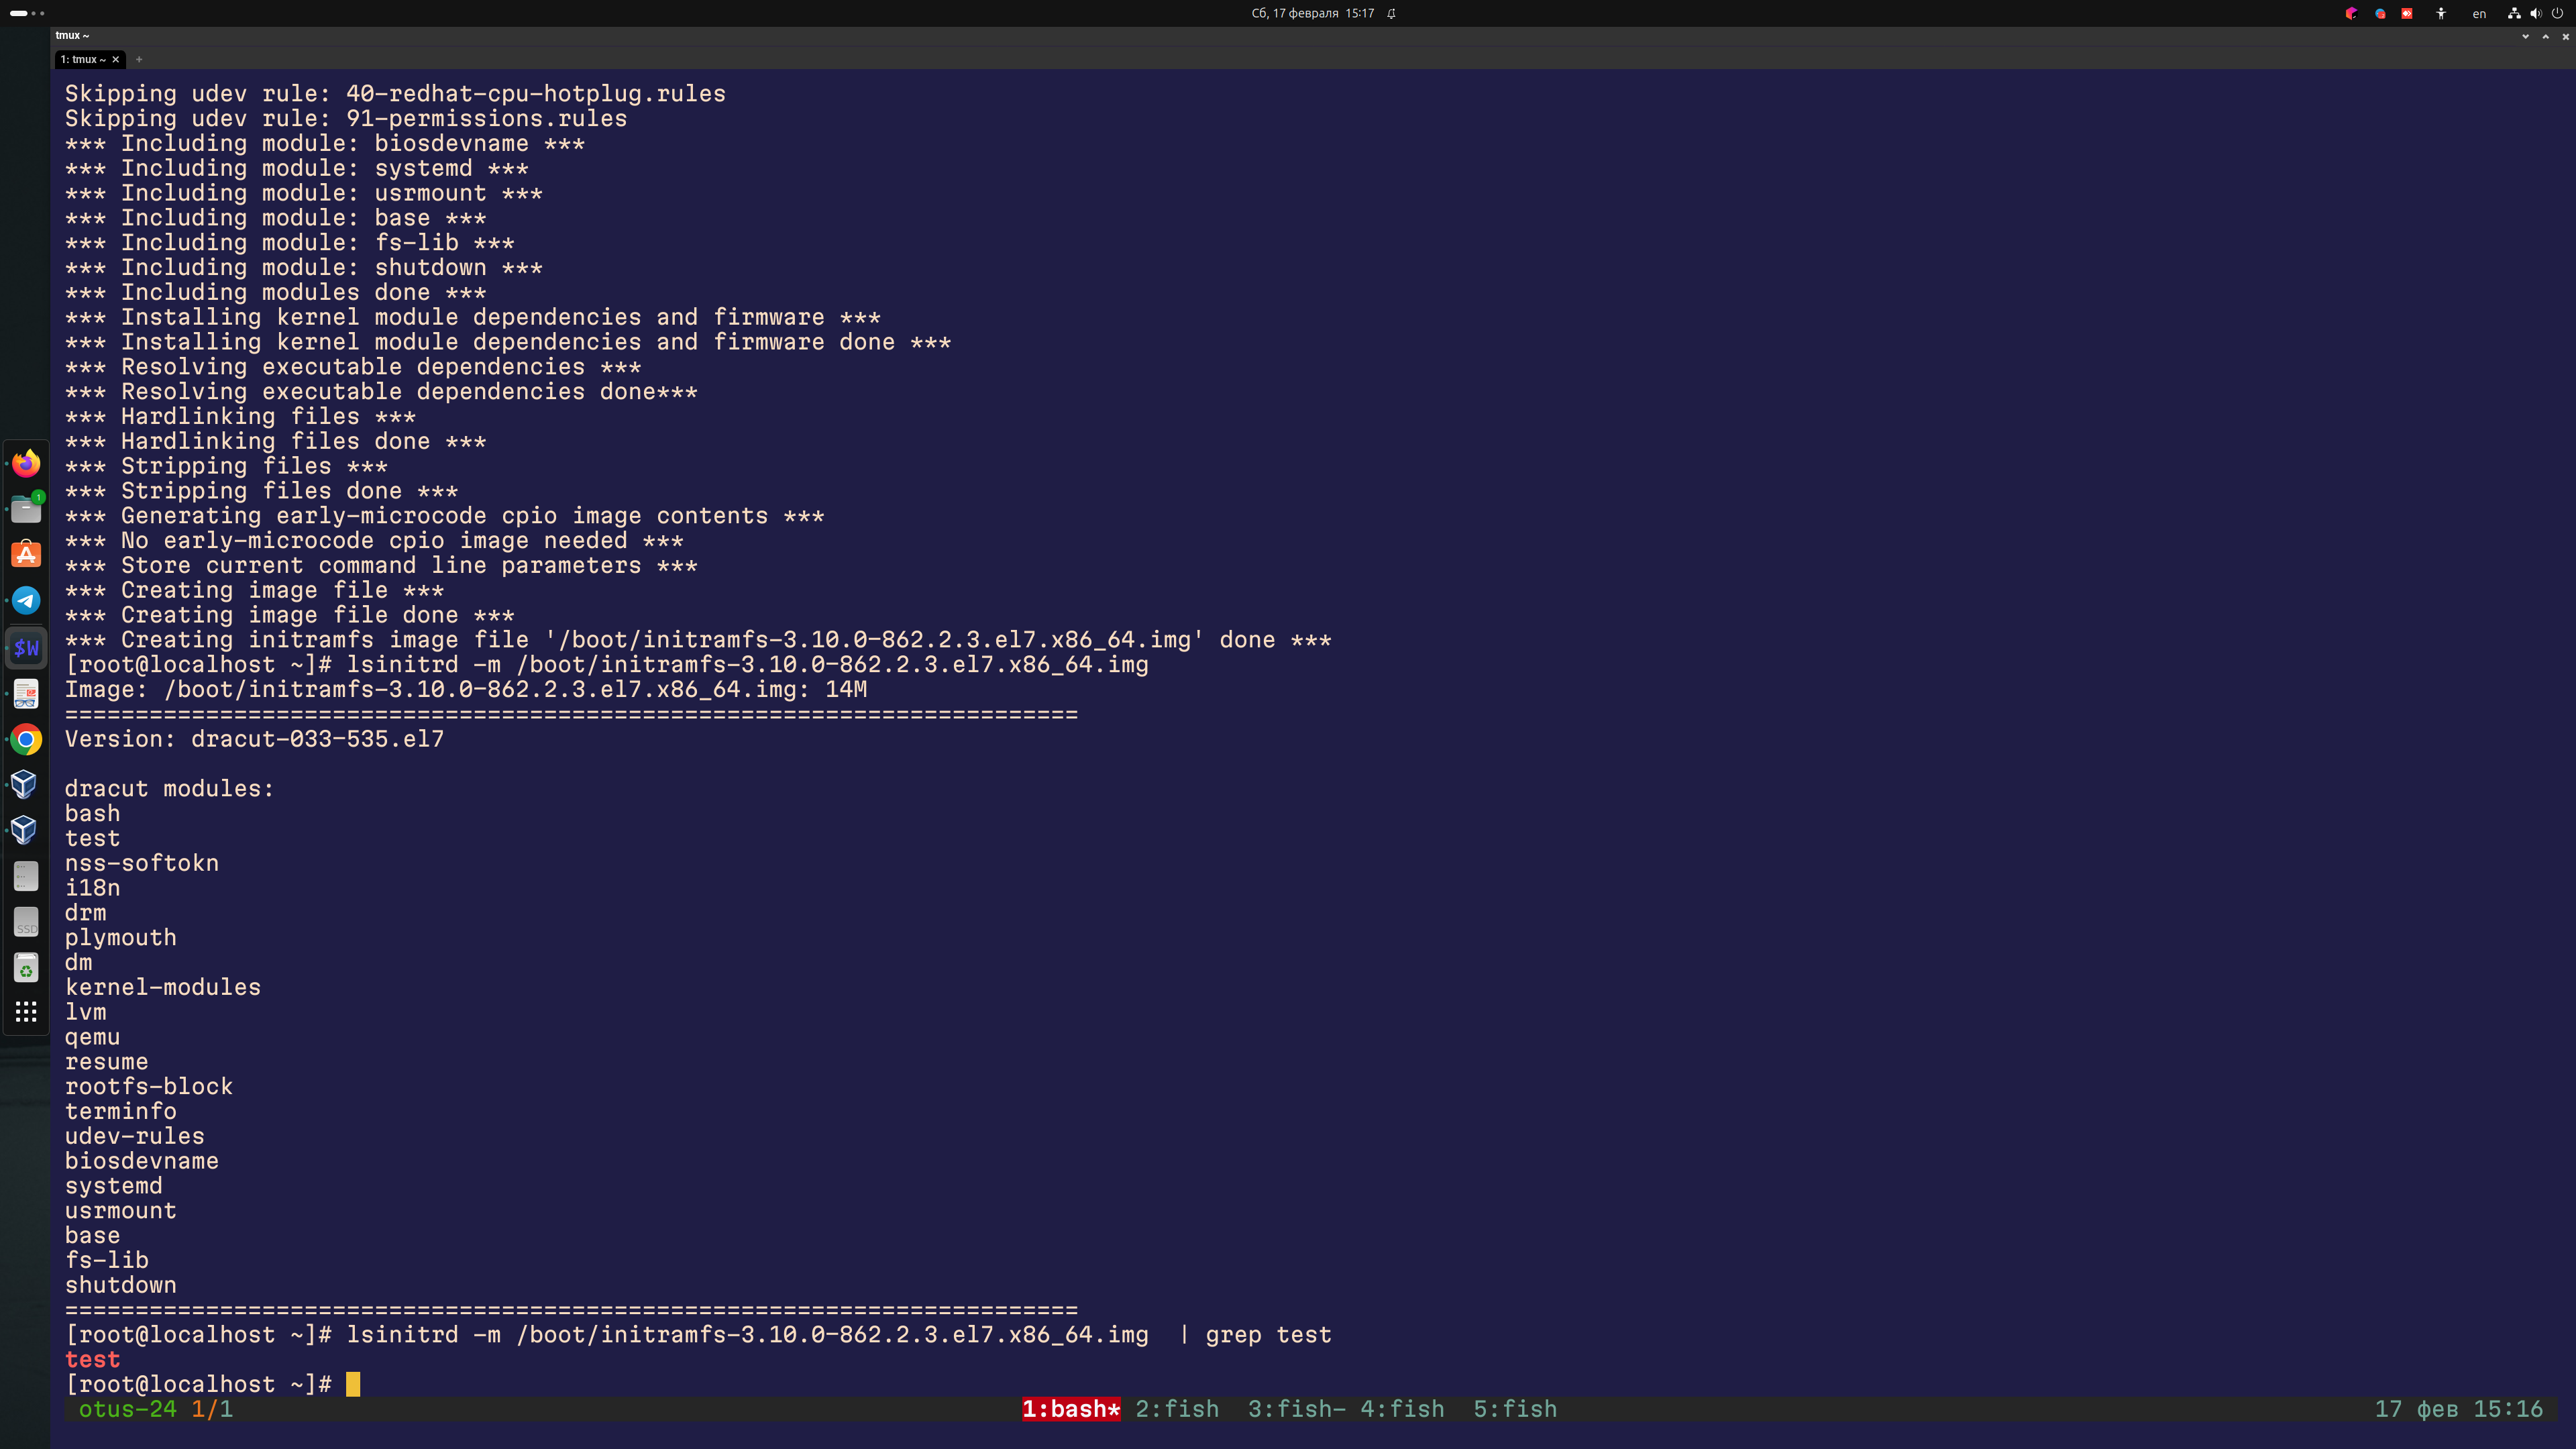 Сб, 17 февраля 15:17
en
tmux ~
1: tmux ~ × +
Skipping udev rule: 40-redhat-cpu-hotplug.rules
Skipping udev rule: 91-permissions.rules
*** Including module: biosdevname ***
*** Including module: systemd ***
*** Including module: usrmount ***
*** Including module: base ***
*** Including module: fs-lib ***
*** Including module: shutdown ***
*** Including modules done ***
*** Installing kernel module dependencies and firmware ***
*** Installing kernel module dependencies and firmware done ***
*** Resolving executable dependencies ***
*** Resolving executable dependencies done***
*** Hardlinking files ***
*** Hardlinking files done ***
*** Stripping files ***
*** Stripping files done ***
*** Generating early-microcode cpio image contents ***
*** No early-microcode cpio image needed ***
*** Store current command line parameters ***
*** Creating image file ***
*** Creating image file done ***
*** Creating initramfs image file '/boot/initramfs-3.10.0-862.2.3.el7.x86_64.img' done ***
[root@localhost ~]# lsinitrd -m /boot/initramfs-3.10.0-862.2.3.el7.x86_64.img
Image: /boot/initramfs-3.10.0-862.2.3.el7.x86_64.img: 14M
========================================================================
Version: dracut-033-535.el7
dracut modules:
bash
test
nss-softokn
i18n
drm
plymouth
dm
kernel-modules
lvm
qemu
resume
rootfs-block
terminfo
udev-rules
biosdevname
systemd
usrmount
base
fs-lib
shutdown
========================================================================
[root@localhost ~]# lsinitrd -m /boot/initramfs-3.10.0-862.2.3.el7.x86_64.img  | grep test
test
[root@localhost ~]#
otus-24 1/1 1:bash* 2:fish 3:fish- 4:fish 5:fish 17 фев 15:16
1
$W
SSD